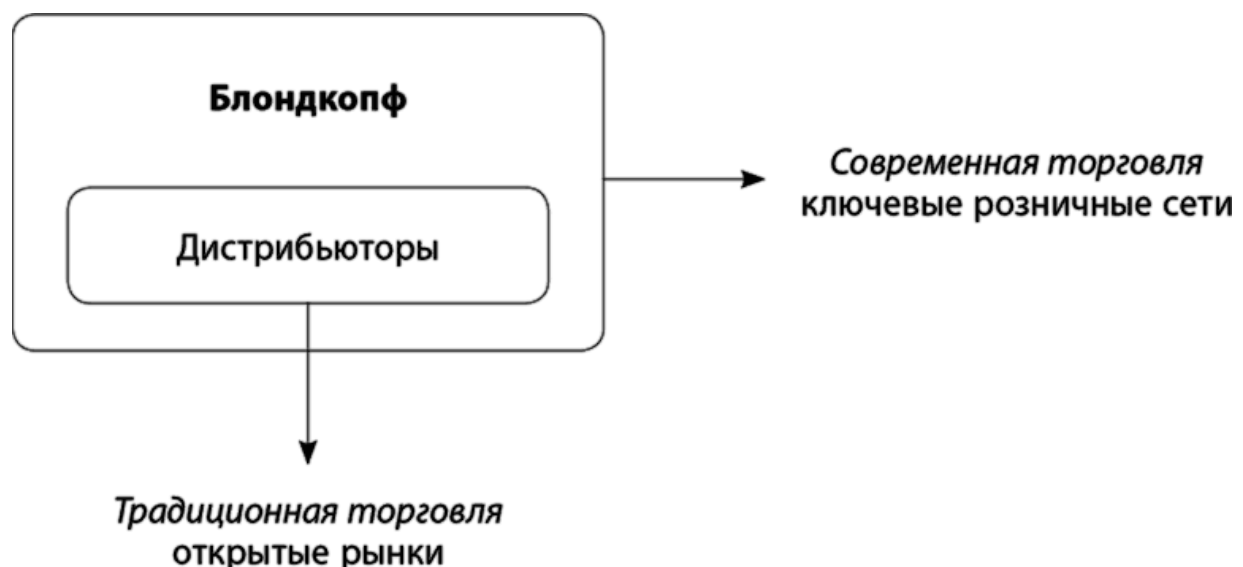 Блондкопф
Дистрибьюторы
Современная торговля
ключевые розничные сети
Традиционная торговля
открытые рынки